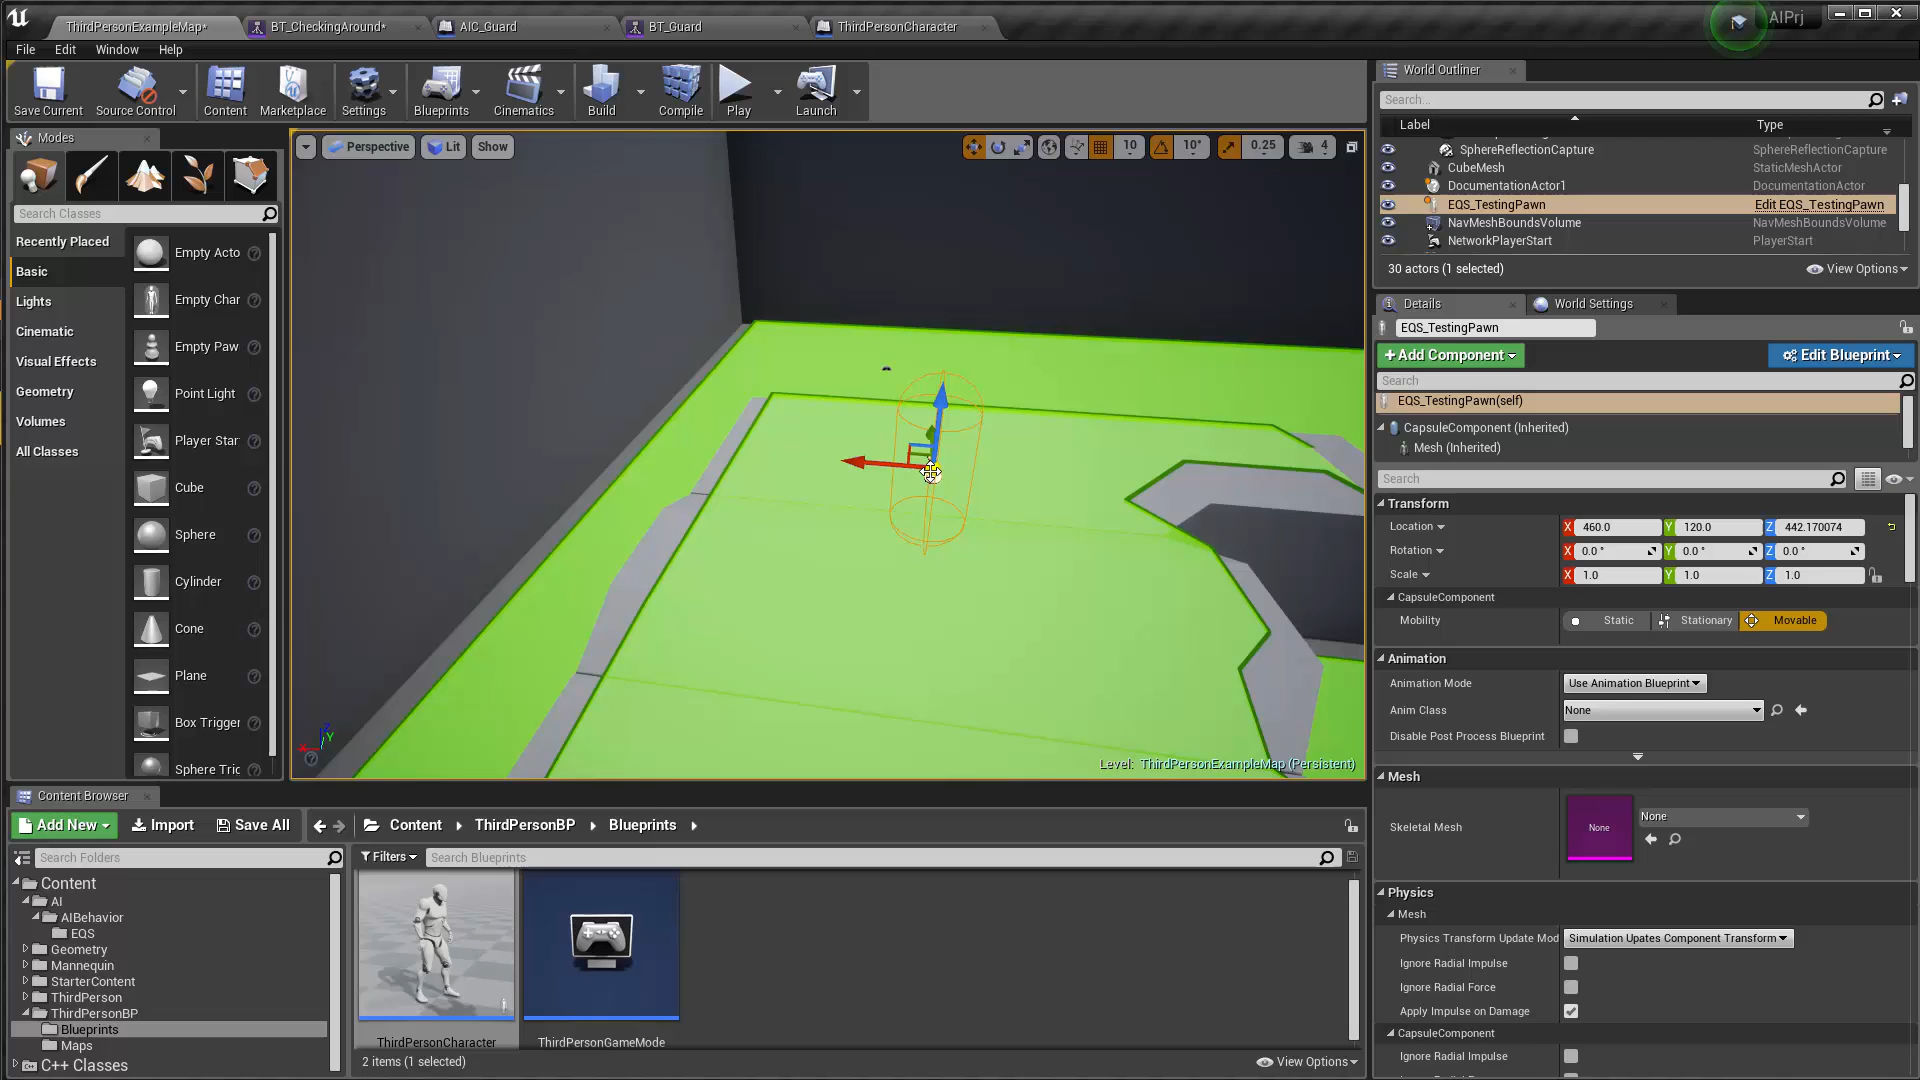 ThirdPersonExampleMap*
BT_CheckingAround*
AIC_Guard
BT_Guard
ThirdPersonCharacter
AIPrj
File Edit Window Help
Save Current
Source Control
Content
Marketplace
Settings
Blueprints
Cinematics
Build
Compile
Play
Launch
Modes
Search Classes
Recently Placed
Basic
Lights
Cinematic
Visual Effects
Geometry
Volumes
All Classes
Empty Acto
Empty Char
Empty Paw
Point Light
Player Star
Cube
Sphere
Cylinder
Cone
Plane
Box Trigger
Sphere Tric
Perspective Lit Show
10 10° 0.25 4
Level: ThirdPersonExampleMap (Persistent)
World Outliner
Search...
Label Type
SphereReflectionCapture SphereReflectionCapture
CubeMesh StaticMeshActor
DocumentationActor1 DocumentationActor
EQS_TestingPawn Edit EQS_TestingPawn
NavMeshBoundsVolume NavMeshBoundsVolume
NetworkPlayerStart PlayerStart
30 actors (1 selected) View Options
Details World Settings
EQS_TestingPawn
+ Add Component Edit Blueprint
Search
EQS_TestingPawn(self)
CapsuleComponent (Inherited)
Mesh (Inherited)
Search
Transform
Location X 460.0 Y 120.0 Z 442.170074
Rotation X 0.0 ° Y 0.0 ° Z 0.0 °
Scale X 1.0 Y 1.0 Z 1.0
CapsuleComponent
Mobility Static Stationary Movable
Animation
Animation Mode Use Animation Blueprint
Anim Class None
Disable Post Process Blueprint
Mesh
Skeletal Mesh None None
Physics
Mesh
Physics Transform Update Mod Simulation Upates Component Transform
Ignore Radial Impulse
Ignore Radial Force
Apply Impulse on Damage
CapsuleComponent
Ignore Radial Impulse
Content Browser
Add New Import Save All Content ThirdPersonBP Blueprints
Search Folders
Filters Search Blueprints
Content
AI
AIBehavior
EQS
Geometry
Mannequin
StarterContent
ThirdPerson
ThirdPersonBP
Blueprints
Maps
C++ Classes
ThirdPersonCharacter
ThirdPersonGameMode
2 items (1 selected) View Options